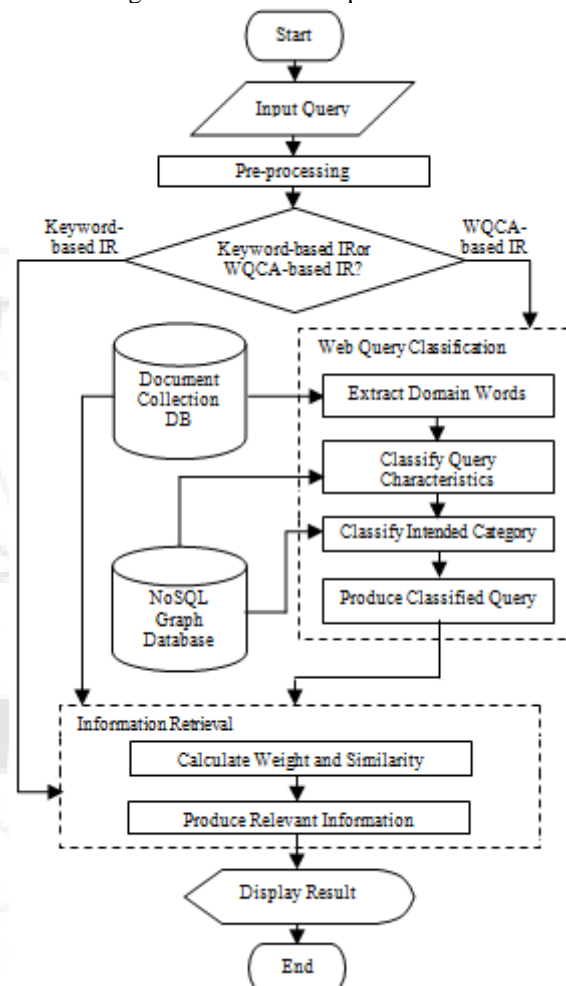 Start
Input Query
Pre-processing
Keyword-
based IR
Keyword-based IRor
WQCA-based IR?
WQCA-
based IR
Document
Collection
DB
Web Query Classification
Extract Domain Words
Classify Query
Characteristics
Classify Intended Category
Produce Classified Query
NoSQL
Graph
Database
Information Retrieval
Calculate Weight and Similarity
Produce Relevant Information
Display Result
End